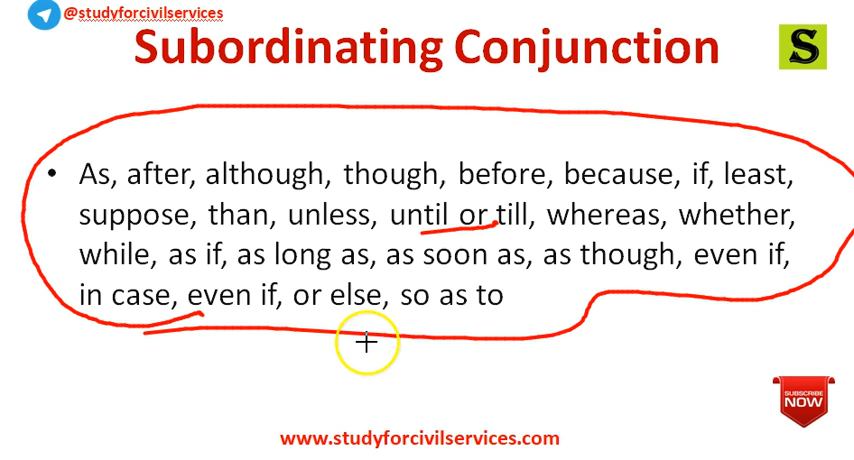 @studyforcivilservices
Subordinating Conjunction
S
• As, after, although, though, before, because, if, least,
suppose, than, unless, until or till, whereas, whether,
while, as if, as long as, as soon as, as though, even if,
in case, even if, or else, so as to
SUBSCRIBE
NOW
www.studyforcivilservices.com